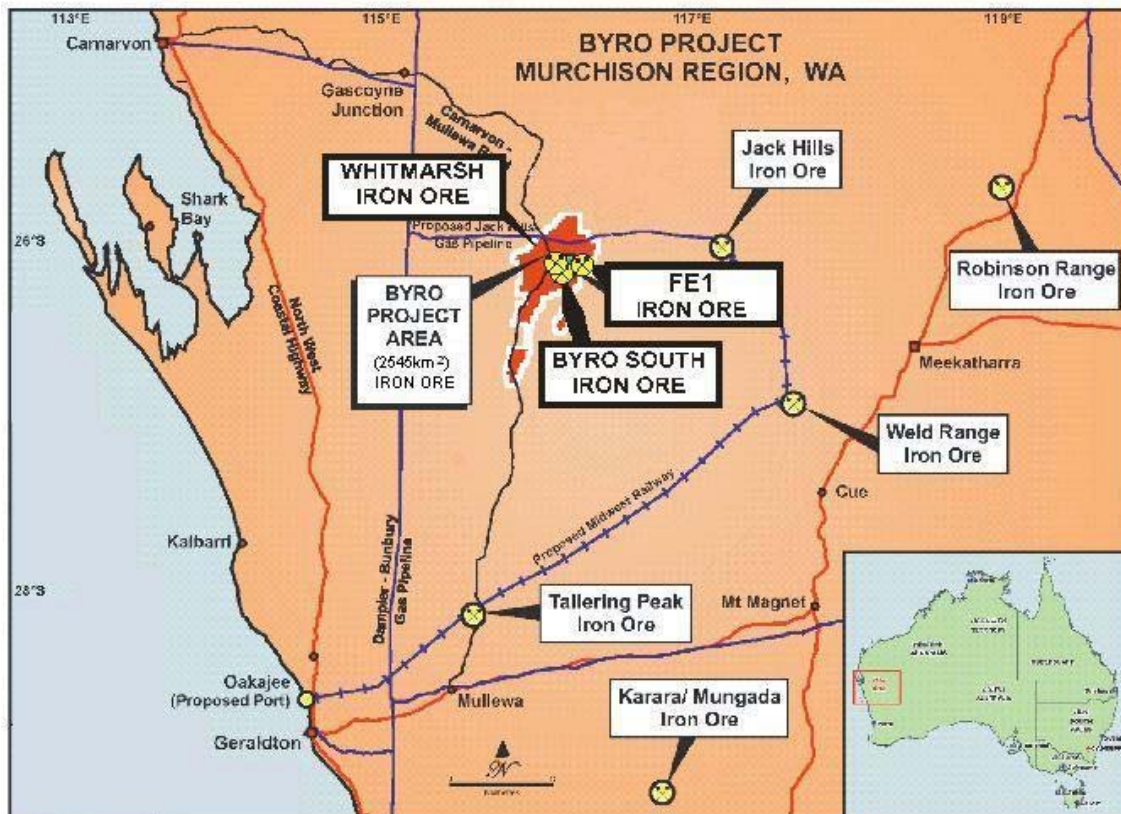 113°E
115°E
117°E
119°E
BYRO PROJECT
MURCHISON REGION, WA
Carnarvon
Gascoyne
Junction
Carnarvon -
Mullewa
Jack Hills
Iron Ore
WHITMARSH
IRON ORE
Shark
Bay
26°S
Proposed Jack Hills
Gas Pipeline
Robinson Range
Iron Ore
FE1
IRON ORE
BYRO
PROJECT
AREA
(2545km²)
IRON ORE
North West
Coastal Highway
BYRO SOUTH
IRON ORE
Meekatharra
Weld Range
Iron Ore
Cue
Proposed Midwest Railway
Kalbarri
28°S
Dampier - Bunbury
Gas Pipeline
Tallering Peak
Iron Ore
Mt Magnet
Oakajee
(Proposed Port)
Mullewa
Karara/ Mungada
Iron Ore
Geraldton
N